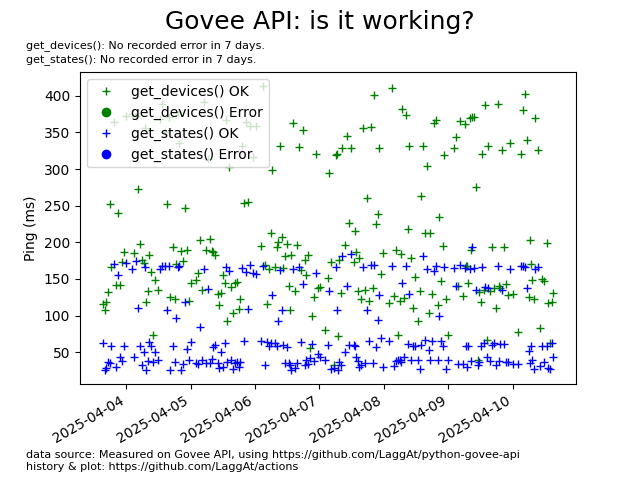 Govee API: is it working?
get_devices(): No recorded error in 7 days.
get_states(): No recorded error in 7 days.
get_devices() OK
get_devices() Error
get_states() OK
get_states() Error
Ping (ms)
400
350
300
250
200
150
100
50
2025-04-04
2025-04-05
2025-04-06
2025-04-07
2025-04-08
2025-04-09
2025-04-10
data source: Measured on Govee API, using https://github.com/LaggAt/python-govee-api
history & plot: https://github.com/LaggAt/actions